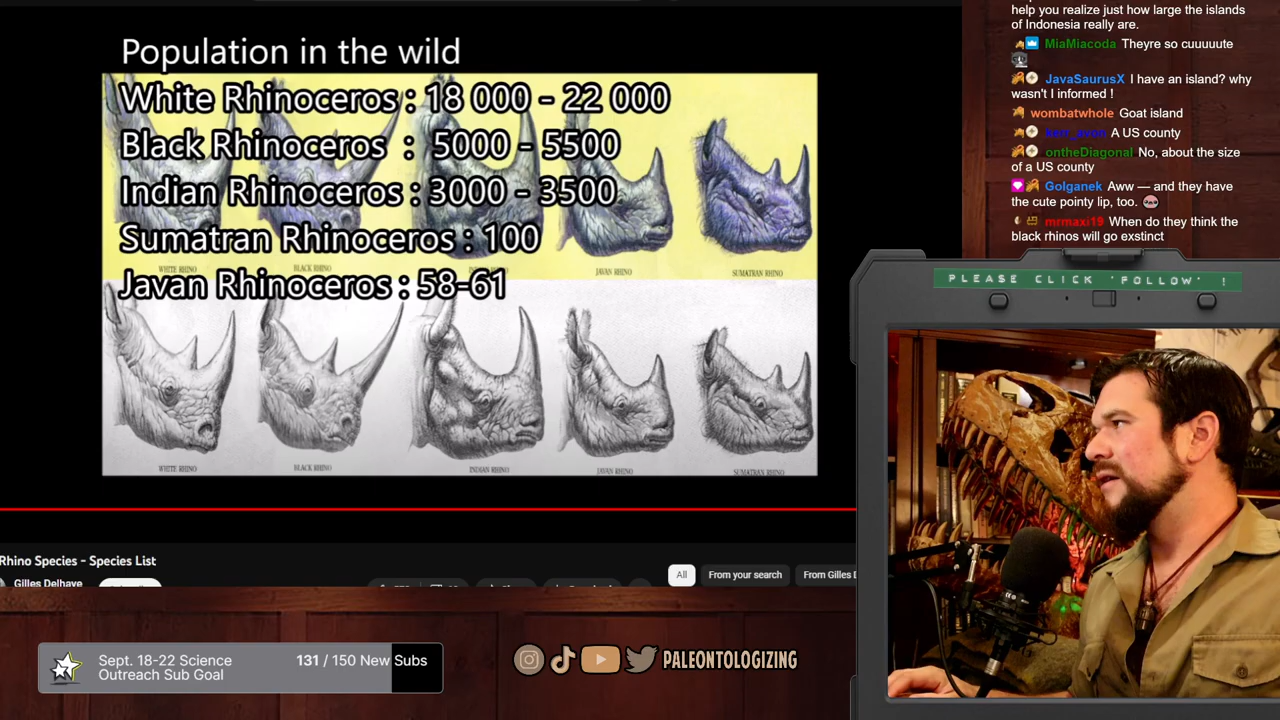 Population in the wild
White Rhinoceros : 18 000 - 22 000
Black Rhinoceros : 5000 - 5500
Indian Rhinoceros : 3000 - 3500
Sumatran Rhinoceros : 100
Javan Rhinoceros : 58-61
WHITE RHINO
BLACK RHINO
JAVAN RHINO
SUMATRAN RHINO
WHITE RHINO
BLACK RHINO
INDIAN RHINO
JAVAN RHINO
SUMATRAN RHINO
Rhino Species - Species List
Gilles Delhaye
All
From your search
From Gilles D
help you realize just how large the islands
of Indonesia really are.
MiaMiacoda Theyre so cuuuute
JavaSaurusX I have an island? why
wasn't I informed !
wombatwhole Goat island
kerr_avon A US county
ontheDiagonal No, about the size
of a US county
Golganek Aww — and they have
the cute pointy lip, too.
mrmaxi19 When do they think the
black rhinos will go exstinct
PLEASE CLICK "FOLLOW" !
Sept. 18-22 Science
Outreach Sub Goal
131 / 150 New Subs
PALEONTOLOGIZING